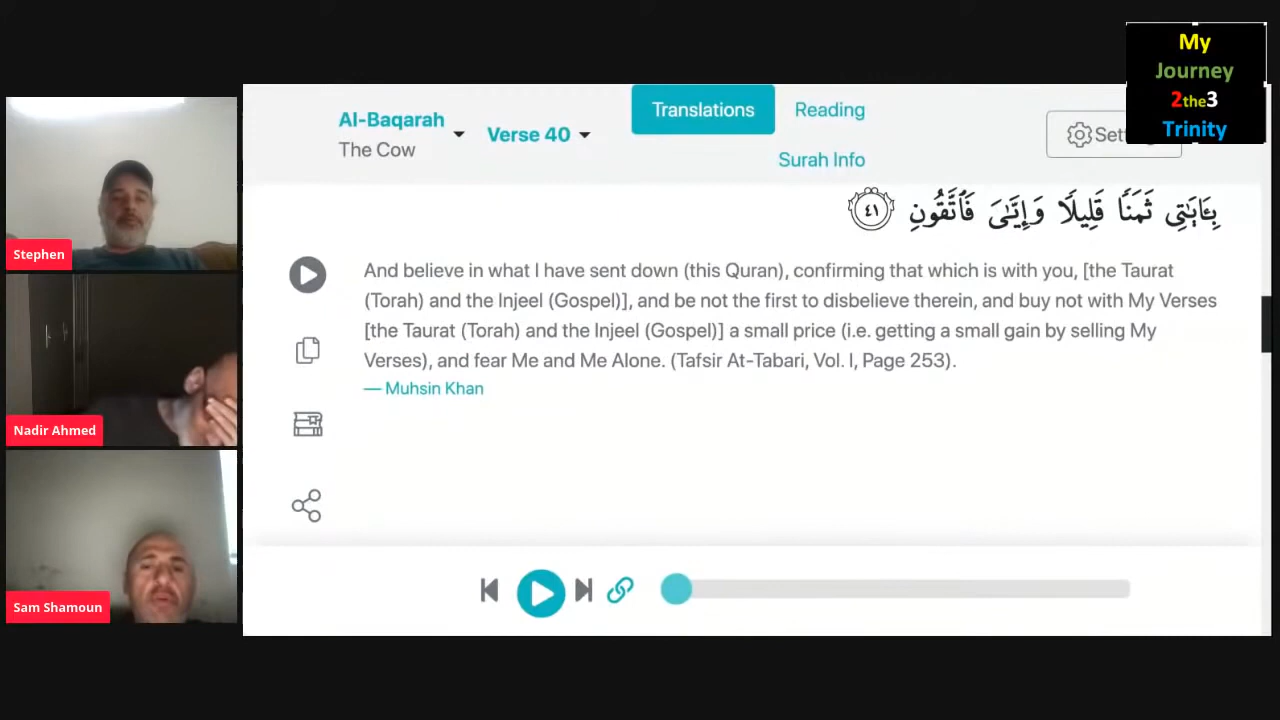 My
Journey
2the3
Trinity
Al-Baqarah
The Cow
Verse 40
Translations
Reading
Surah Info
بِـَٔايَـٰتِى ثَمَنًا قَلِيلًا وَإِيَّـٰىَ فَٱتَّقُونِ ٤١
And believe in what I have sent down (this Quran), confirming that which is with you, [the Taurat
(Torah) and the Injeel (Gospel)], and be not the first to disbelieve therein, and buy not with My Verses
[the Taurat (Torah) and the Injeel (Gospel)] a small price (i.e. getting a small gain by selling My
Verses), and fear Me and Me Alone. (Tafsir At-Tabari, Vol. I, Page 253).
— Muhsin Khan
Stephen
Nadir Ahmed
Sam Shamoun